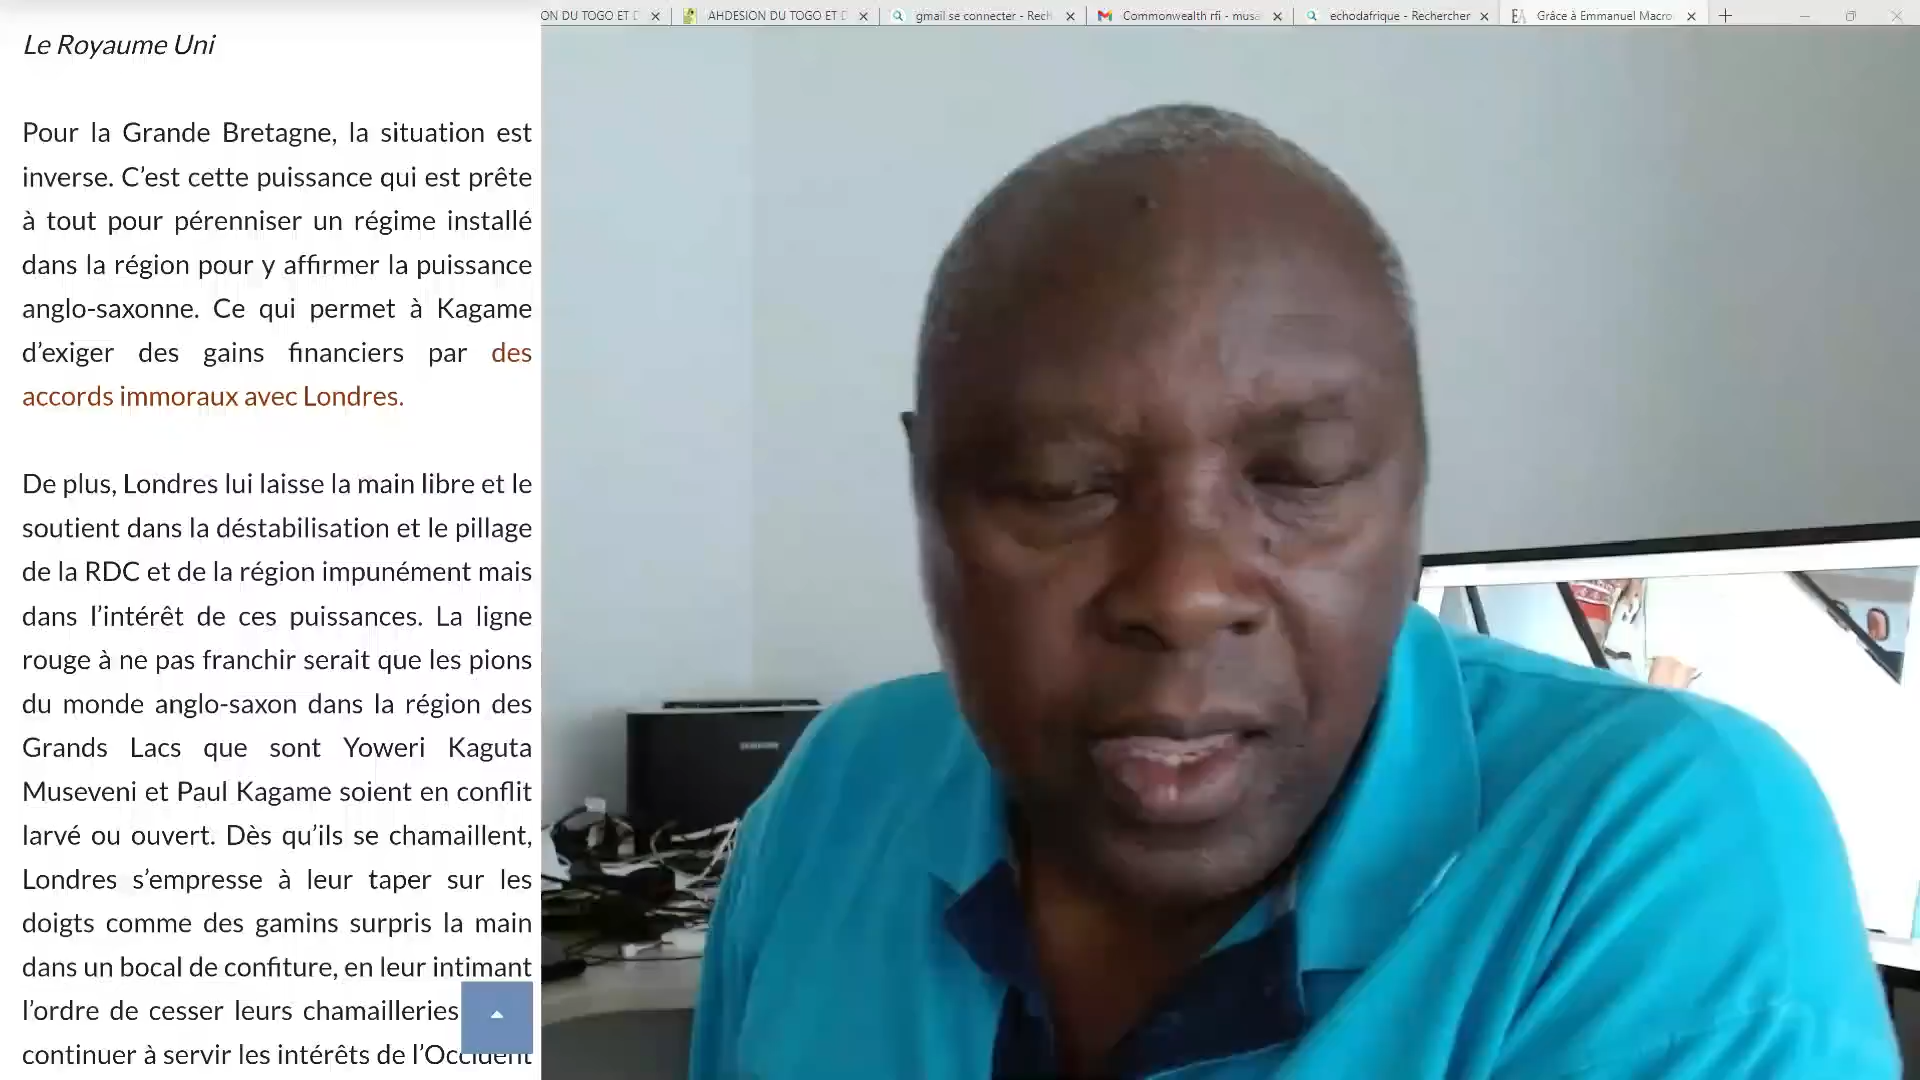 ON DU TOGO ET D
AHDESION DU TOGO ET D
gmail se connecter - Rech
Commonwealth rfi - musa
echodafrique - Rechercher
Grâce à Emmanuel Macro
Le Royaume Uni
Pour la Grande Bretagne, la situation est
inverse. C’est cette puissance qui est prête
à tout pour pérenniser un régime installé
dans la région pour y affirmer la puissance
anglo-saxonne. Ce qui permet à Kagame
d’exiger des gains financiers par des
accords immoraux avec Londres.
De plus, Londres lui laisse la main libre et le
soutient dans la déstabilisation et le pillage
de la RDC et de la région impunément mais
dans l’intérêt de ces puissances. La ligne
rouge à ne pas franchir serait que les pions
du monde anglo-saxon dans la région des
Grands Lacs que sont Yoweri Kaguta
Museveni et Paul Kagame soient en conflit
larvé ou ouvert. Dès qu’ils se chamaillent,
Londres s’empresse à leur taper sur les
doigts comme des gamins surpris la main
dans un bocal de confiture, en leur intimant
l’ordre de cesser leurs chamailleries
continuer à servir les intérêts de l’Occident
SAMSUNG